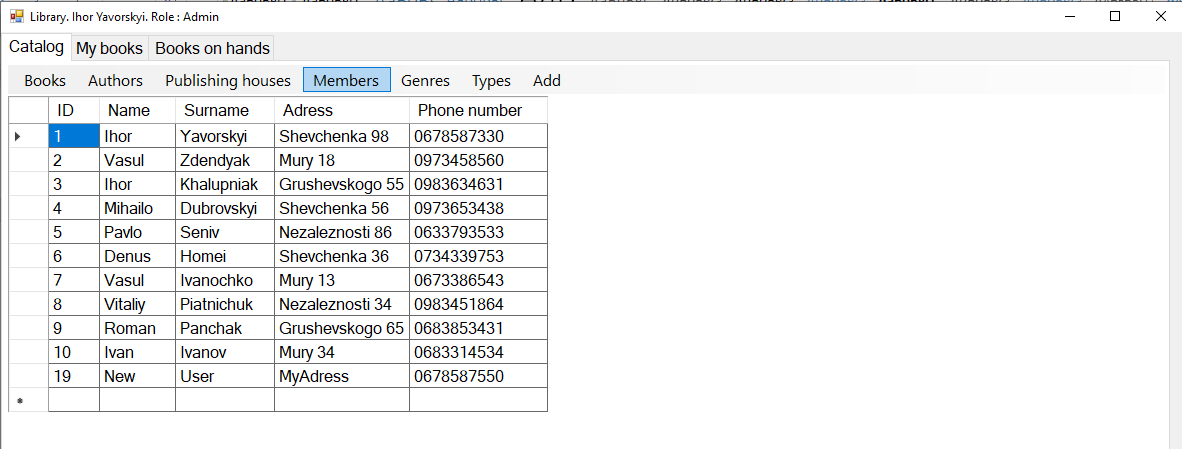 Library. Ihor Yavorskyi. Role : Admin
Catalog My books Books on hands
Books Authors Publishing houses Members Genres Types Add
ID Name Surname Adress Phone number
1 Ihor Yavorskyi Shevchenka 98 0678587330
2 Vasul Zdendyak Mury 18 0973458560
3 Ihor Khalupniak Grushevskogo 55 0983634631
4 Mihailo Dubrovskyi Shevchenka 56 0973653438
5 Pavlo Seniv Nezaleznosti 86 0633793533
6 Denus Homei Shevchenka 36 0734339753
7 Vasul Ivanochko Mury 13 0673386543
8 Vitaliy Piatnichuk Nezaleznosti 34 0983451864
9 Roman Panchak Grushevskogo 65 0683853431
10 Ivan Ivanov Mury 34 0683314534
19 New User MyAdress 0678587550